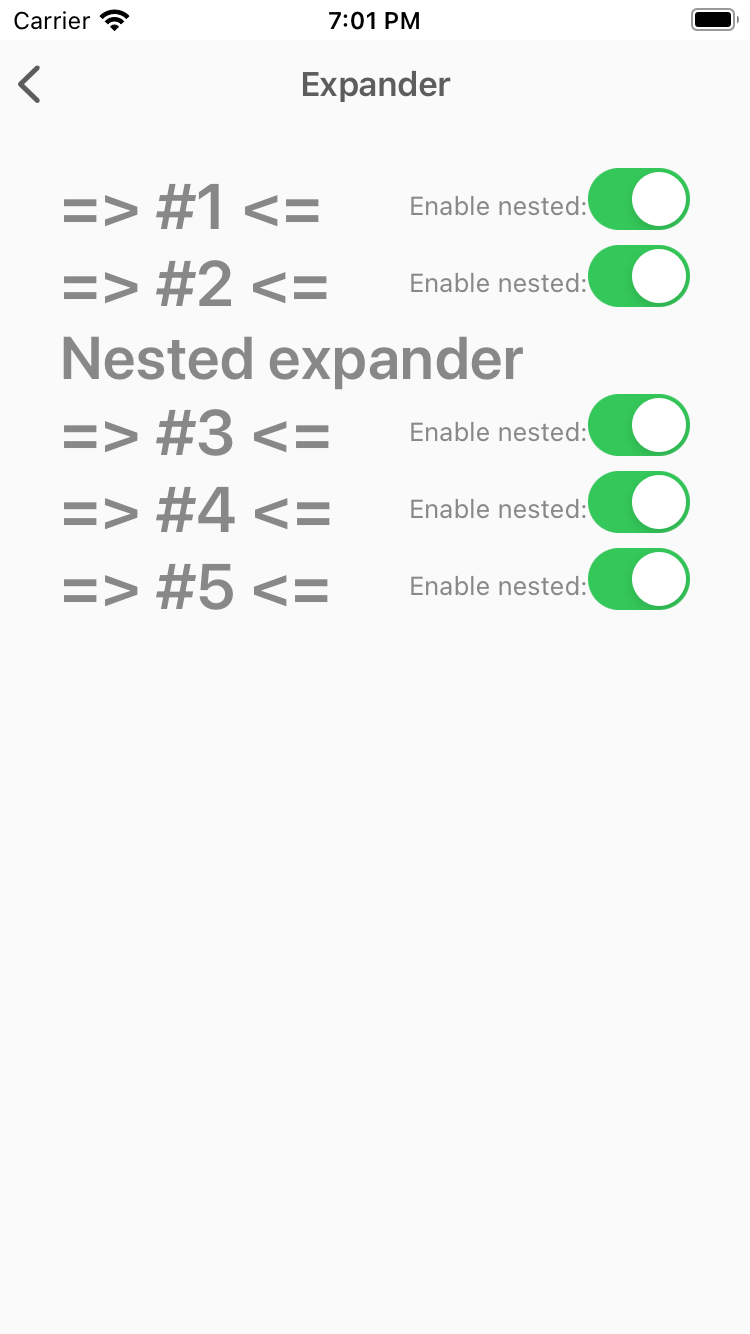 Carrier 7:01 PM
Expander
=> #1 <= Enable nested:
=> #2 <= Enable nested:
Nested expander
=> #3 <= Enable nested:
=> #4 <= Enable nested:
=> #5 <= Enable nested: